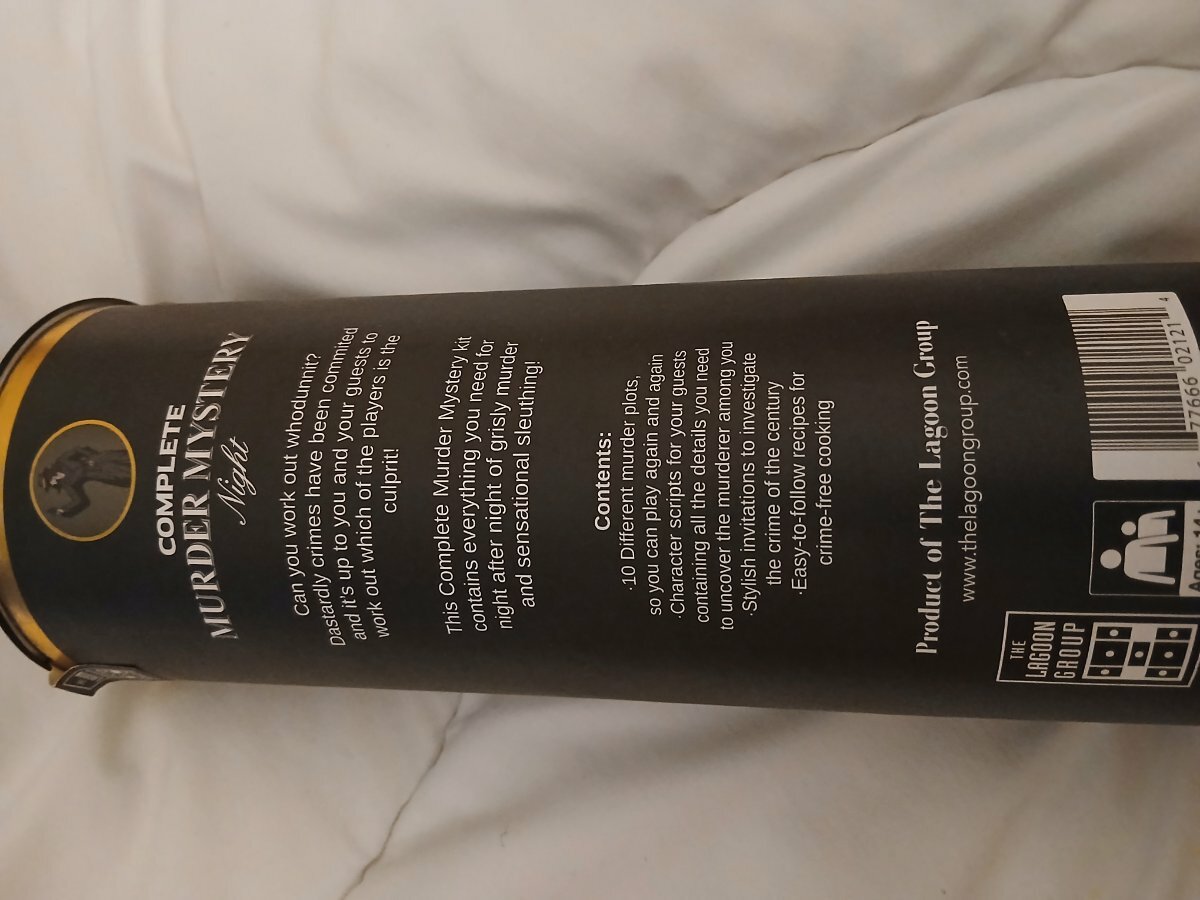 COMPLETE
MURDER MYSTERY
Night
Can you work out whodunnit?
Dastardly crimes have been commited
and it's up to you and your guests to
work out which of the players is the
culprit!
This Complete Murder Mystery kit
contains everything you need for
night after night of grisly murder
and sensational sleuthing!
Contents:
·10 Different murder plots,
so you can play again and again
·Character scripts for your guests
containing all the details you need
to uncover the murderer among you
·Stylish invitations to investigate
the crime of the century
·Easy-to-follow recipes for
crime-free cooking
Product of The Lagoon Group
www.thelagoongroup.com
THE
LAGOON
GROUP
77666 02121 4